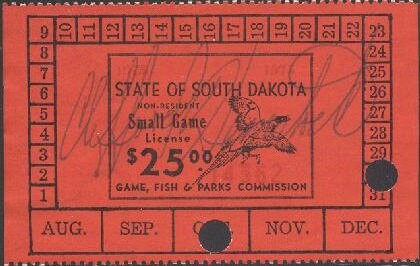 9 10 11 12 13 14 15 16 17 18 19 20 21 22 23
8 24
7 25
6 26
5 27
4 28
3 29
2
1 31
STATE OF SOUTH DAKOTA
NON-RESIDENT
Small Game
License
$25.00
GAME, FISH & PARKS COMMISSION
AUG. SEP. NOV. DEC.